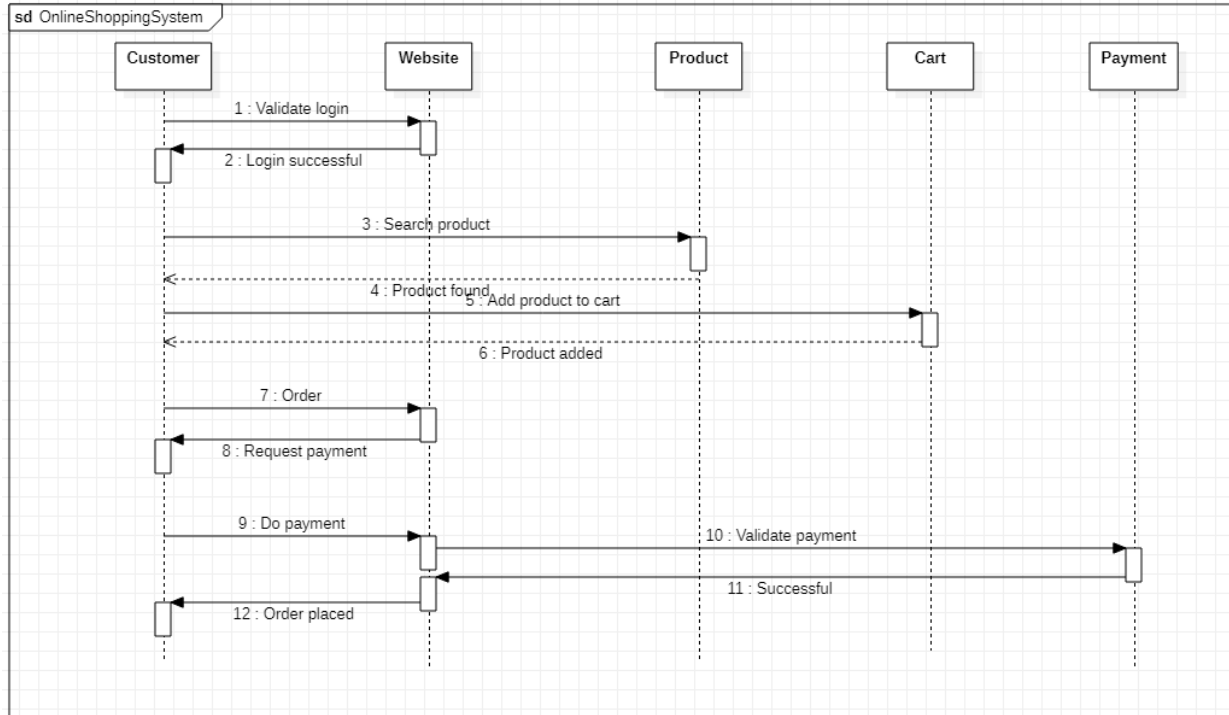 sd OnlineShoppingSystem
Customer
Website
Product
Cart
Payment
1 : Validate login
2 : Login successful
3 : Search product
4 : Product found
5 : Add product to cart
6 : Product added
7 : Order
8 : Request payment
9 : Do payment
10 : Validate payment
11 : Successful
12 : Order placed